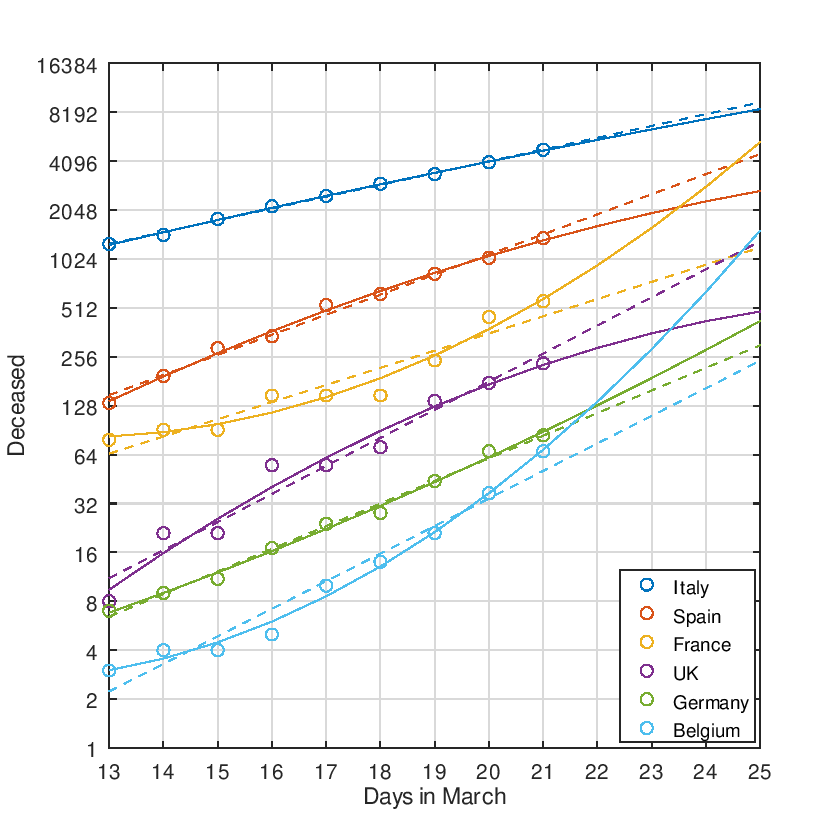 16384
8192
4096
2048
1024
512
256
128
64
32
16
8
4
2
1
Deceased
13 14 15 16 17 18 19 20 21 22 23 24 25
Days in March
Italy
Spain
France
UK
Germany
Belgium